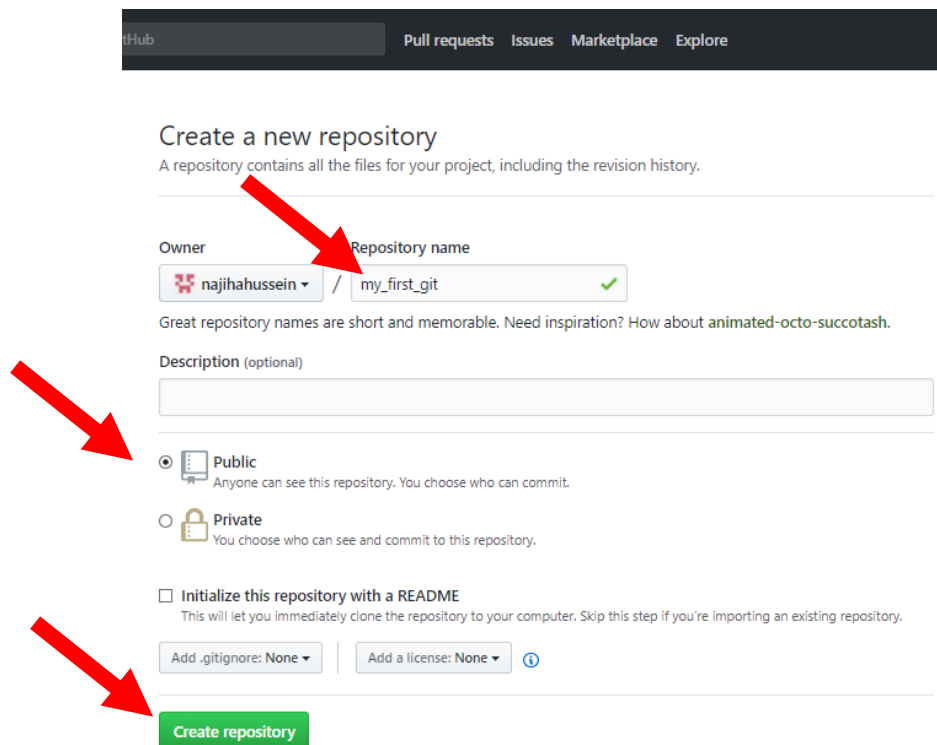 tHub
Pull requests Issues Marketplace Explore
Create a new repository
A repository contains all the files for your project, including the revision history.
Owner
Repository name
najihahussein / my_first_git
Great repository names are short and memorable. Need inspiration? How about animated-octo-succotash.
Description (optional)
Public
Anyone can see this repository. You choose who can commit.
Private
You choose who can see and commit to this repository.
Initialize this repository with a README
This will let you immediately clone the repository to your computer. Skip this step if you're importing an existing repository.
Add .gitignore: None
Add a license: None
Create repository